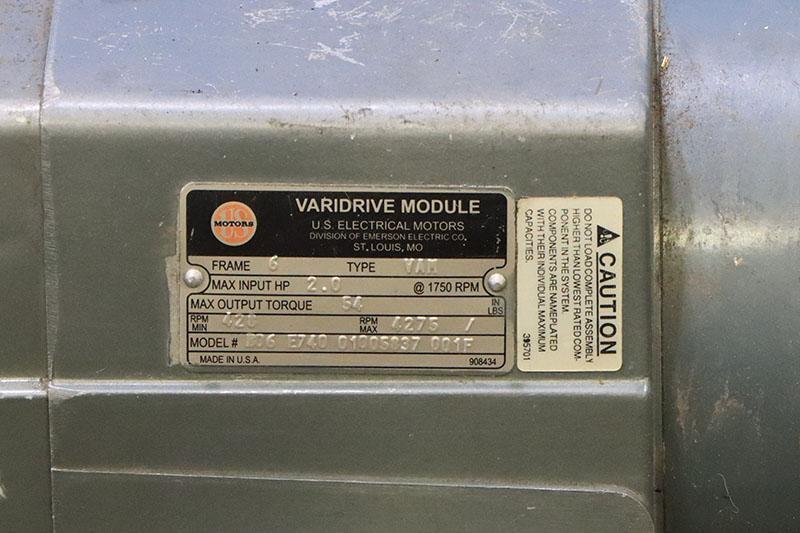 US
MOTORS
VARIDRIVE MODULE
U.S. ELECTRICAL MOTORS
DIVISION OF EMERSON ELECTRIC CO.
ST. LOUIS, MO
FRAME 6 TYPE VAM
MAX INPUT HP 2.0 @ 1750 RPM
MAX OUTPUT TORQUE 54 IN LBS
RPM MIN RPM MAX 4275 /
MODEL # E740 001F
MADE IN U.S.A. 908434
CAUTION
DO NOT LOAD COMPLETE ASSEMBLY
HIGHER THAN LOWEST RATED COM-
PONENT IN THE SYSTEM.
COMPONENTS ARE NAMEPLATED
WITH THEIR INDIVIDUAL MAXIMUM
CAPACITIES.
395701